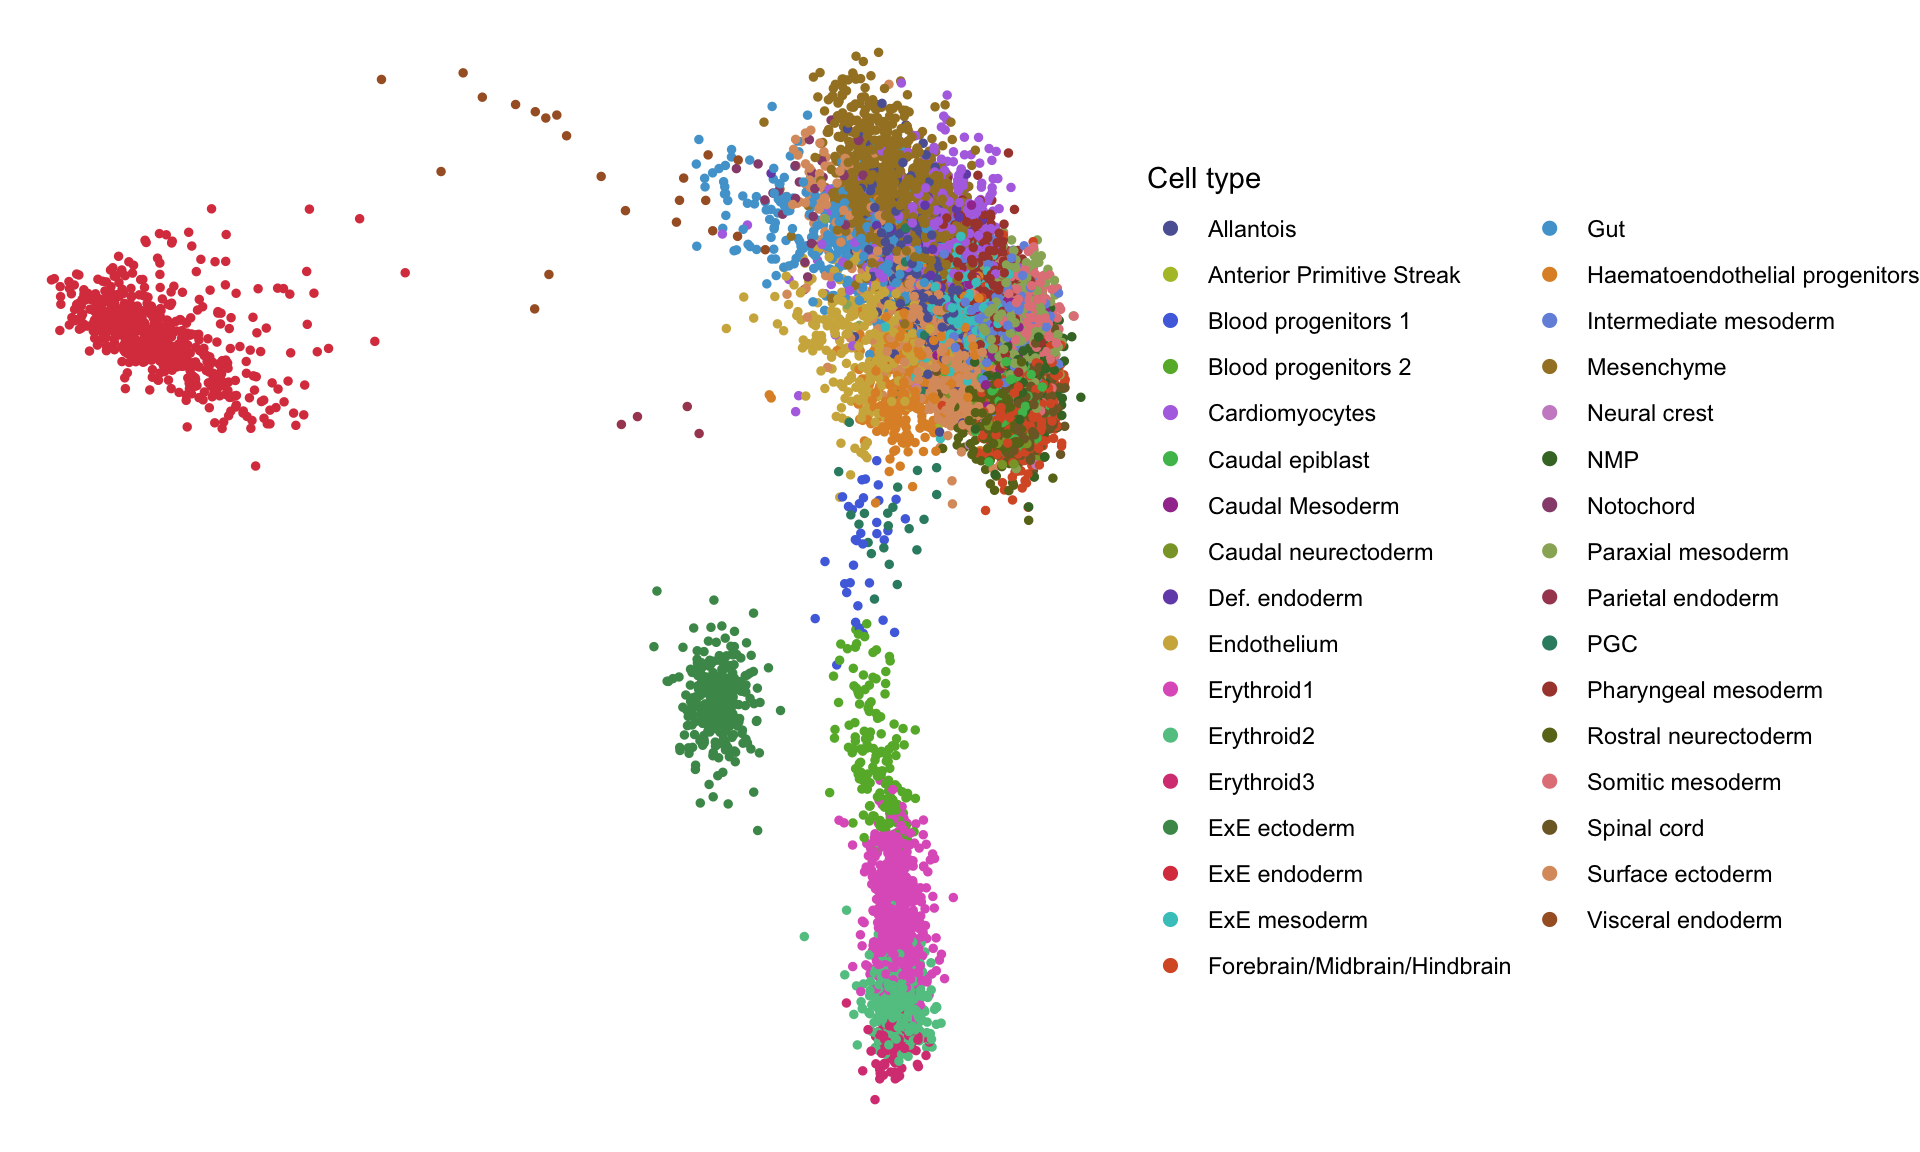 Cell type
Allantois
Anterior Primitive Streak
Blood progenitors 1
Blood progenitors 2
Cardiomyocytes
Caudal epiblast
Caudal Mesoderm
Caudal neurectoderm
Def. endoderm
Endothelium
Erythroid1
Erythroid2
Erythroid3
ExE ectoderm
ExE endoderm
ExE mesoderm
Forebrain/Midbrain/Hindbrain
Gut
Haematoendothelial progenitors
Intermediate mesoderm
Mesenchyme
Neural crest
NMP
Notochord
Paraxial mesoderm
Parietal endoderm
PGC
Pharyngeal mesoderm
Rostral neurectoderm
Somitic mesoderm
Spinal cord
Surface ectoderm
Visceral endoderm